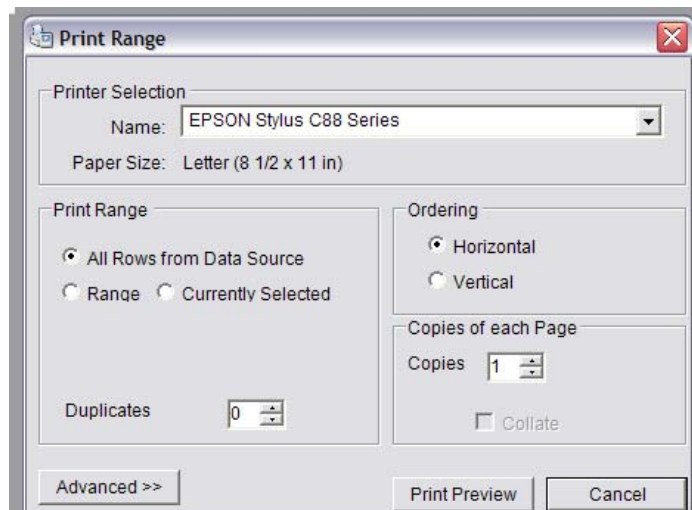 Print Range
Printer Selection
Name: EPSON Stylus C88 Series
Paper Size: Letter (8 1/2 x 11 in)
Print Range
All Rows from Data Source
Range Currently Selected
Duplicates 0
Ordering
Horizontal
Vertical
Copies of each Page
Copies 1
Collate
Advanced >>
Print Preview Cancel